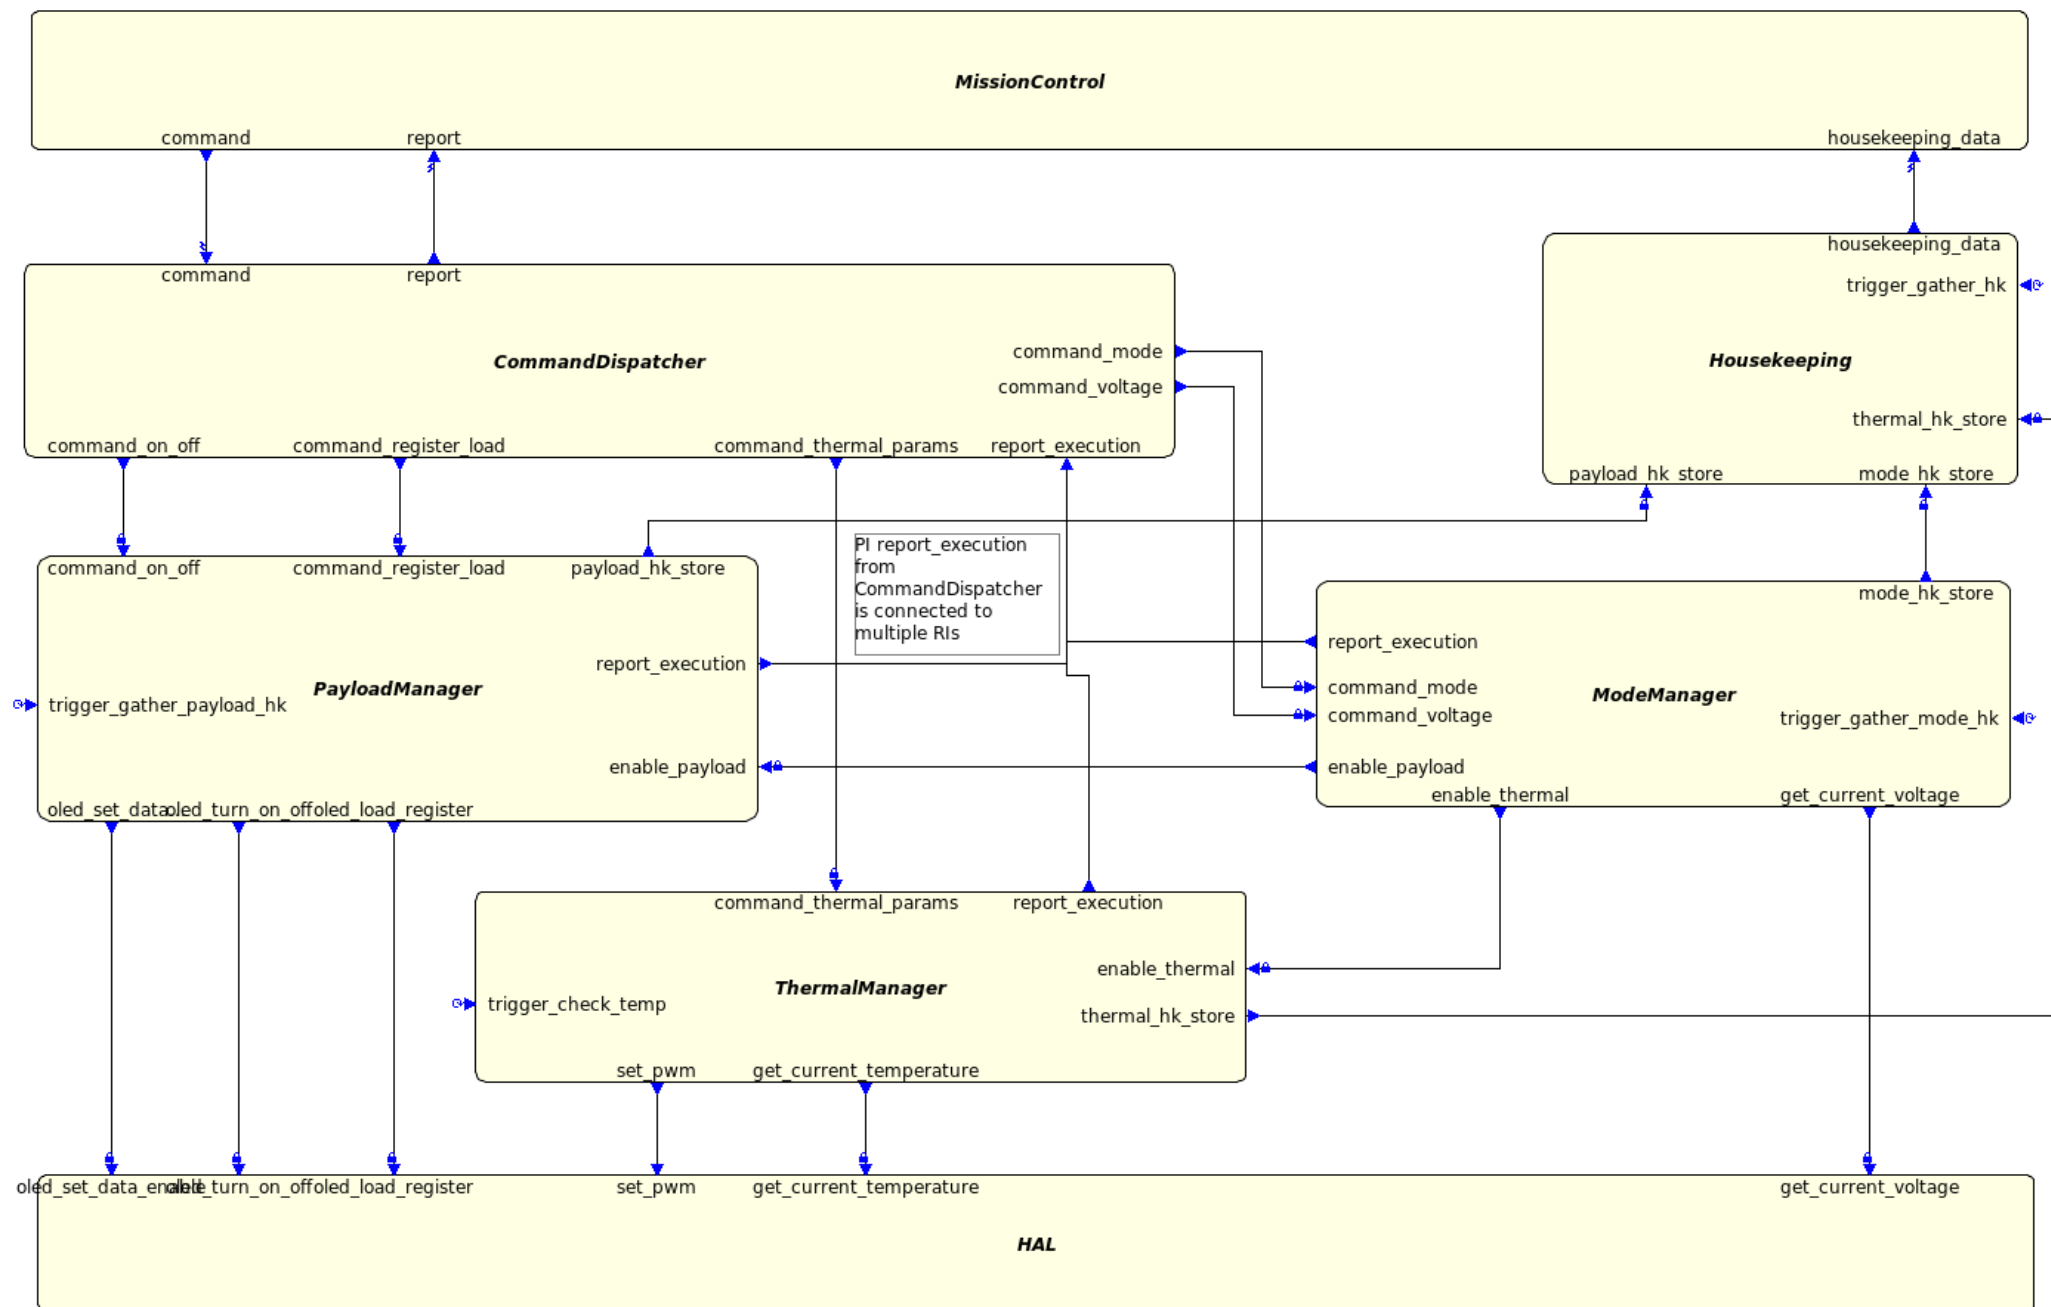 MissionControl
command
report
housekeeping_data
command
report
housekeeping_data
trigger_gather_hk
command_mode
CommandDispatcher
Housekeeping
command_voltage
thermal_hk_store
command_on_off
command_register_load
command_thermal_params
report_execution
payload_hk_store
mode_hk_store
PI report_execution
from
CommandDispatcher
is connected to
multiple RIs
command_on_off
command_register_load
payload_hk_store
mode_hk_store
report_execution
report_execution
PayloadManager
command_mode
ModeManager
trigger_gather_payload_hk
command_voltage
trigger_gather_mode_hk
enable_payload
enable_payload
enable_thermal
get_current_voltage
oled_set_data...
oled_turn_on_off
oled_load_register
command_thermal_params
report_execution
enable_thermal
ThermalManager
trigger_check_temp
thermal_hk_store
set_pwm
get_current_temperature
oled_set_data_enable
oled_turn_on_off
oled_load_register
set_pwm
get_current_temperature
get_current_voltage
HAL